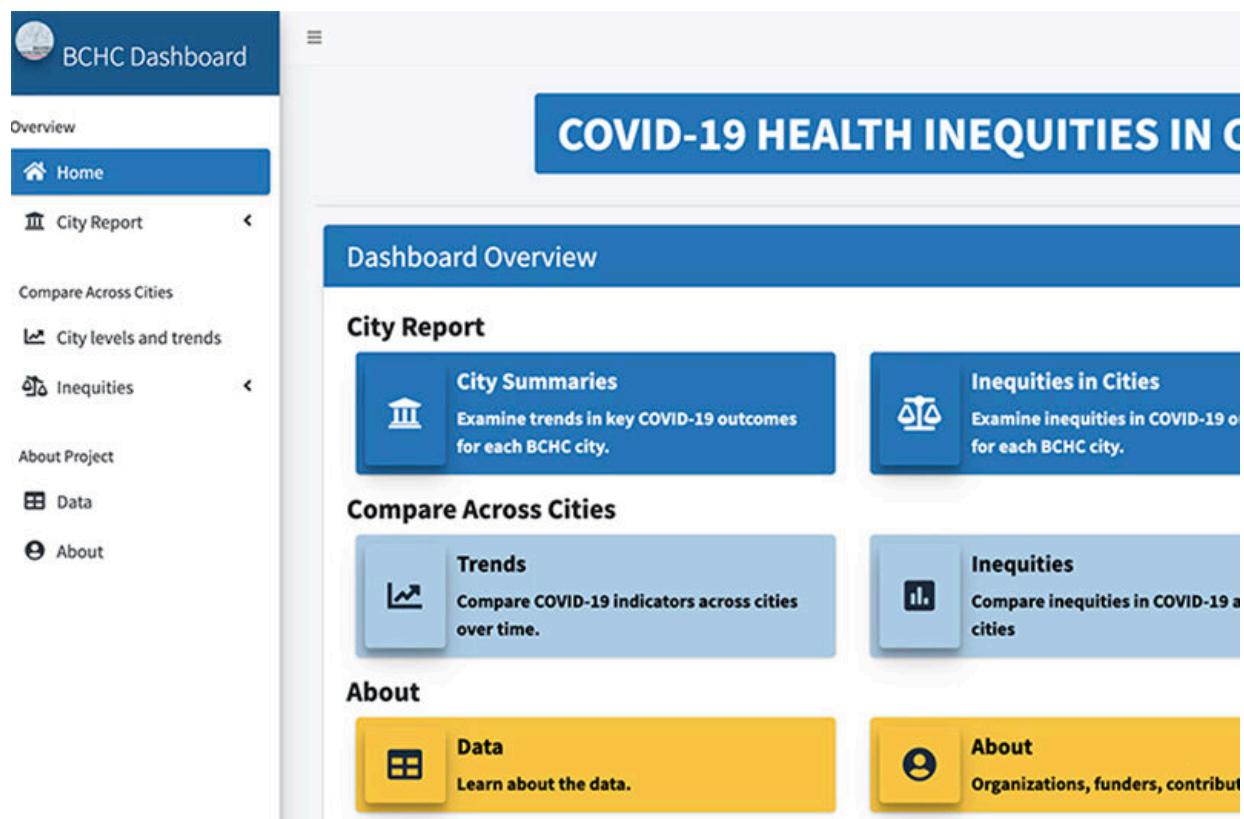 BCHC Dashboard
Overview
Home
City Report
Compare Across Cities
City levels and trends
Inequities
About Project
Data
About
COVID-19 HEALTH INEQUITIES IN
Dashboard Overview
City Report
City Summaries
Examine trends in key COVID-19 outcomes
for each BCHC city.
Inequities in Cities
Examine inequities in COVID-19
for each BCHC city.
Compare Across Cities
Trends
Compare COVID-19 indicators across cities
over time.
Inequities
Compare inequities in COVID-19
cities
About
Data
Learn about the data.
About
Organizations, funders,